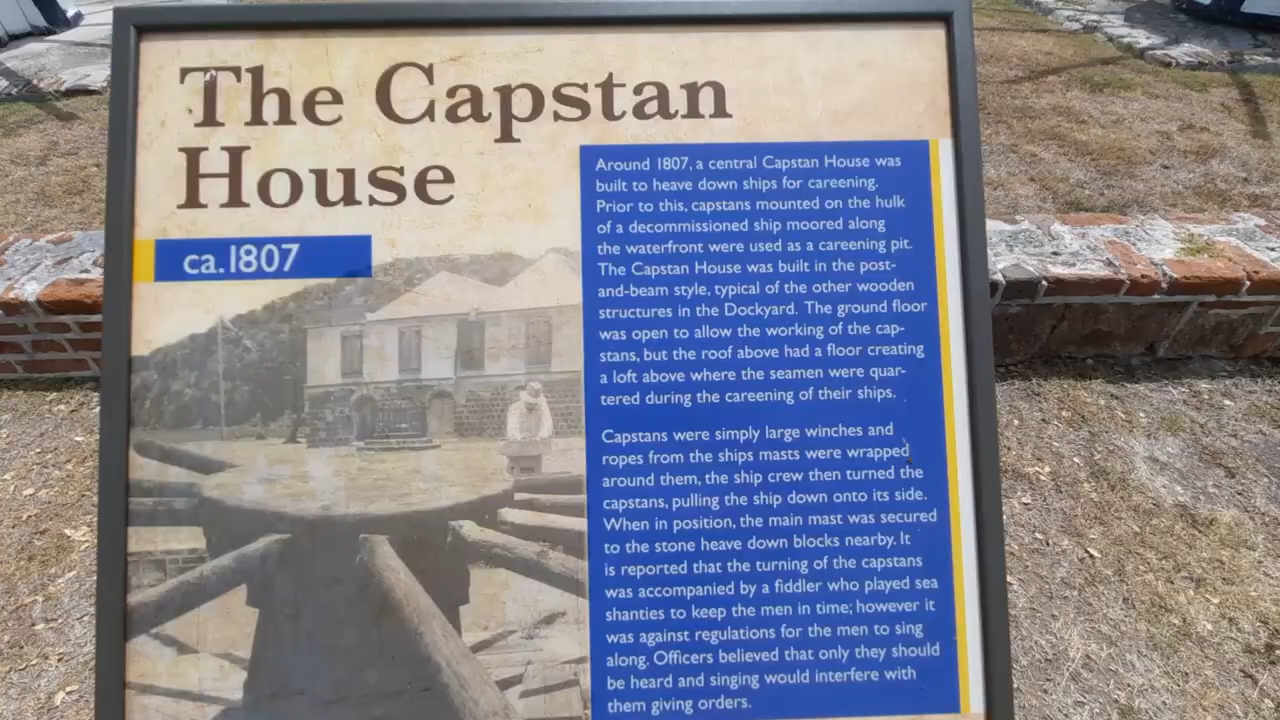 The Capstan
House
ca.1807
Around 1807, a central Capstan House was
built to heave down ships for careening.
Prior to this, capstans mounted on the hulk
of a decommissioned ship moored along
the waterfront were used as a careening pit.
The Capstan House was built in the post-
and-beam style, typical of the other wooden
structures in the Dockyard. The ground floor
was open to allow the working of the cap-
stans, but the roof above had a floor creating
a loft above where the seamen were quar-
tered during the careening of their ships.
Capstans were simply large winches and
ropes from the ships masts were wrapped
around them, the ship crew then turned the
capstans, pulling the ship down onto its side.
When in position, the main mast was secured
to the stone heave down blocks nearby. It
is reported that the turning of the capstans
was accompanied by a fiddler who played sea
shanties to keep the men in time; however it
was against regulations for the men to sing
along. Officers believed that only they should
be heard and singing would interfere with
them giving orders.